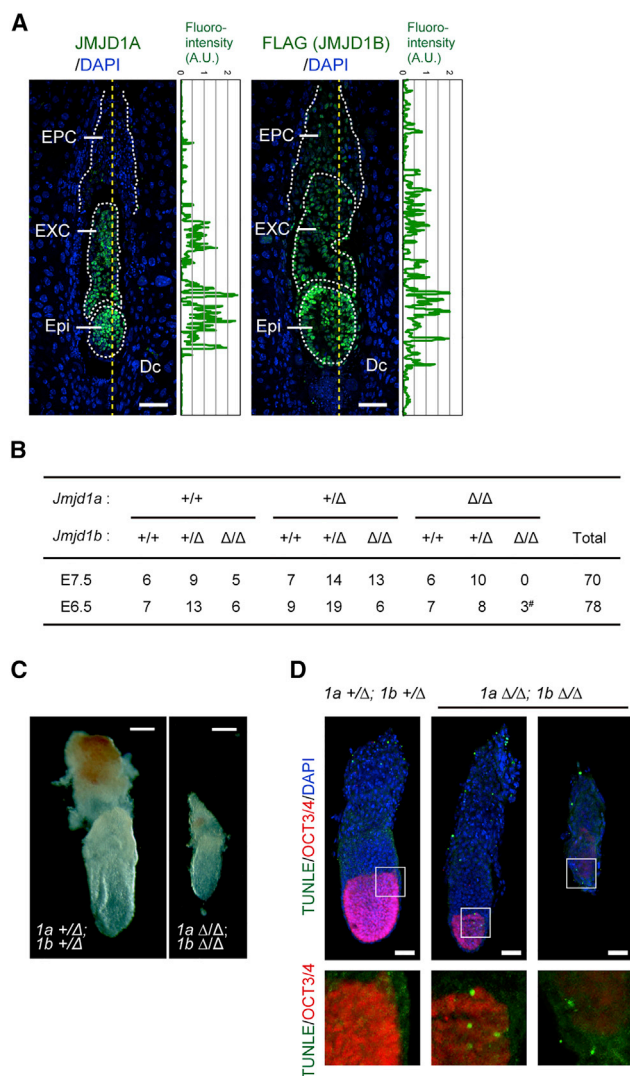 A
JMJD1A
/DAPI
Fluoro-
intensity
(A.U.)
0 1 2
FLAG (JMJD1B)
/DAPI
Fluoro-
intensity
(A.U.)
0 1 2
EPC
EXC
Epi
Dc
EPC
EXC
Epi
Dc
B
Jmjd1a : +/+ +/Δ Δ/Δ
Jmjd1b : +/+ +/Δ Δ/Δ +/+ +/Δ Δ/Δ +/+ +/Δ Δ/Δ Total
E7.5 6 9 5 7 14 13 6 10 0 70
E6.5 7 13 6 9 19 6 7 8 3# 78
C
1a +/Δ;
1b +/Δ
1a Δ/Δ;
1b Δ/Δ
D
1a +/Δ; 1b +/Δ
1a Δ/Δ; 1b Δ/Δ
TUNLE/OCT3/4/DAPI
TUNLE/OCT3/4